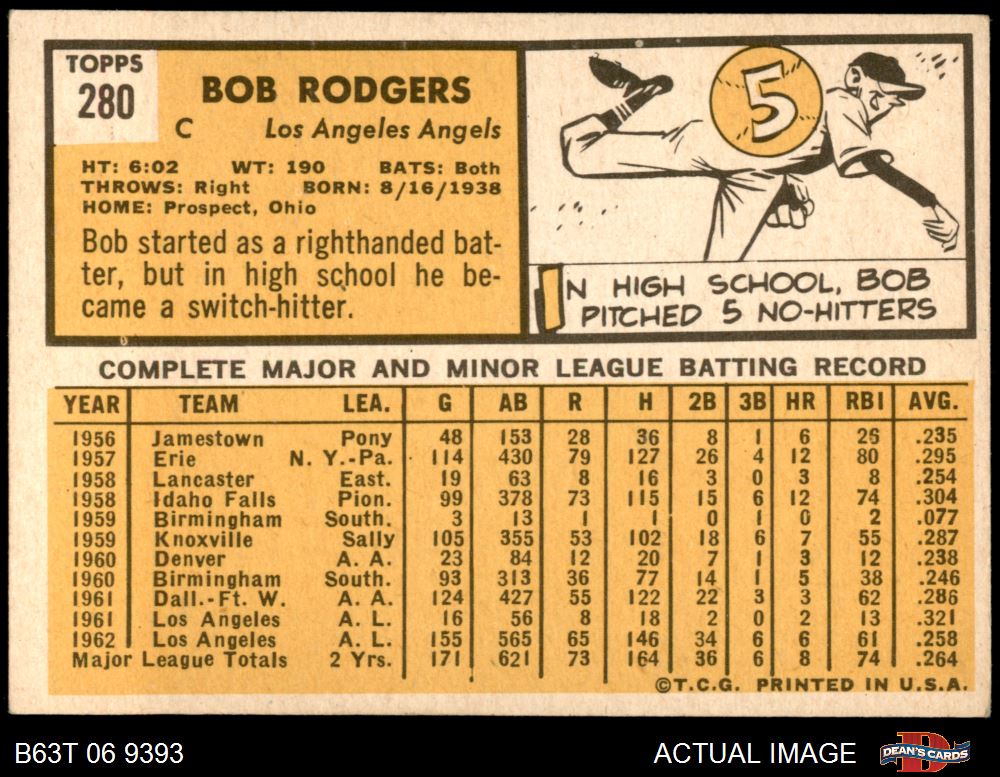 TOPPS
280
BOB RODGERS
C Los Angeles Angels
HT: 6:02 WT: 190 BATS: Both
THROWS: Right BORN: 8/16/1938
HOME: Prospect, Ohio
Bob started as a righthanded bat-
ter, but in high school he be-
came a switch-hitter.
5
IN HIGH SCHOOL, BOB
PITCHED 5 NO-HITTERS
COMPLETE MAJOR AND MINOR LEAGUE BATTING RECORD
YEAR TEAM LEA. G AB R H 2B 3B HR RBI AVG.
1956 Jamestown Pony 48 153 28 36 8 1 6 26 .235
1957 Erie N. Y.-Pa. 114 430 79 127 26 4 12 80 .295
1958 Lancaster East. 19 63 8 16 3 0 3 8 .254
1958 Idaho Falls Pion. 99 378 73 115 15 6 12 74 .304
1959 Birmingham South. 3 13 1 1 0 1 0 2 .077
1959 Knoxville Sally 105 355 53 102 18 6 7 55 .287
1960 Denver A. A. 23 84 12 20 7 1 3 12 .238
1960 Birmingham South. 93 313 36 77 14 1 5 38 .246
1961 Dall.-Ft. W. A. A. 124 427 55 122 22 3 3 62 .286
1961 Los Angeles A. L. 16 56 8 18 2 0 2 13 .321
1962 Los Angeles A. L. 155 565 65 146 34 6 6 61 .258
Major League Totals 2 Yrs. 171 621 73 164 36 6 8 74 .264
©T.C.G. PRINTED IN U.S.A.
B63T 06 9393 ACTUAL IMAGE DEAN'S CARDS